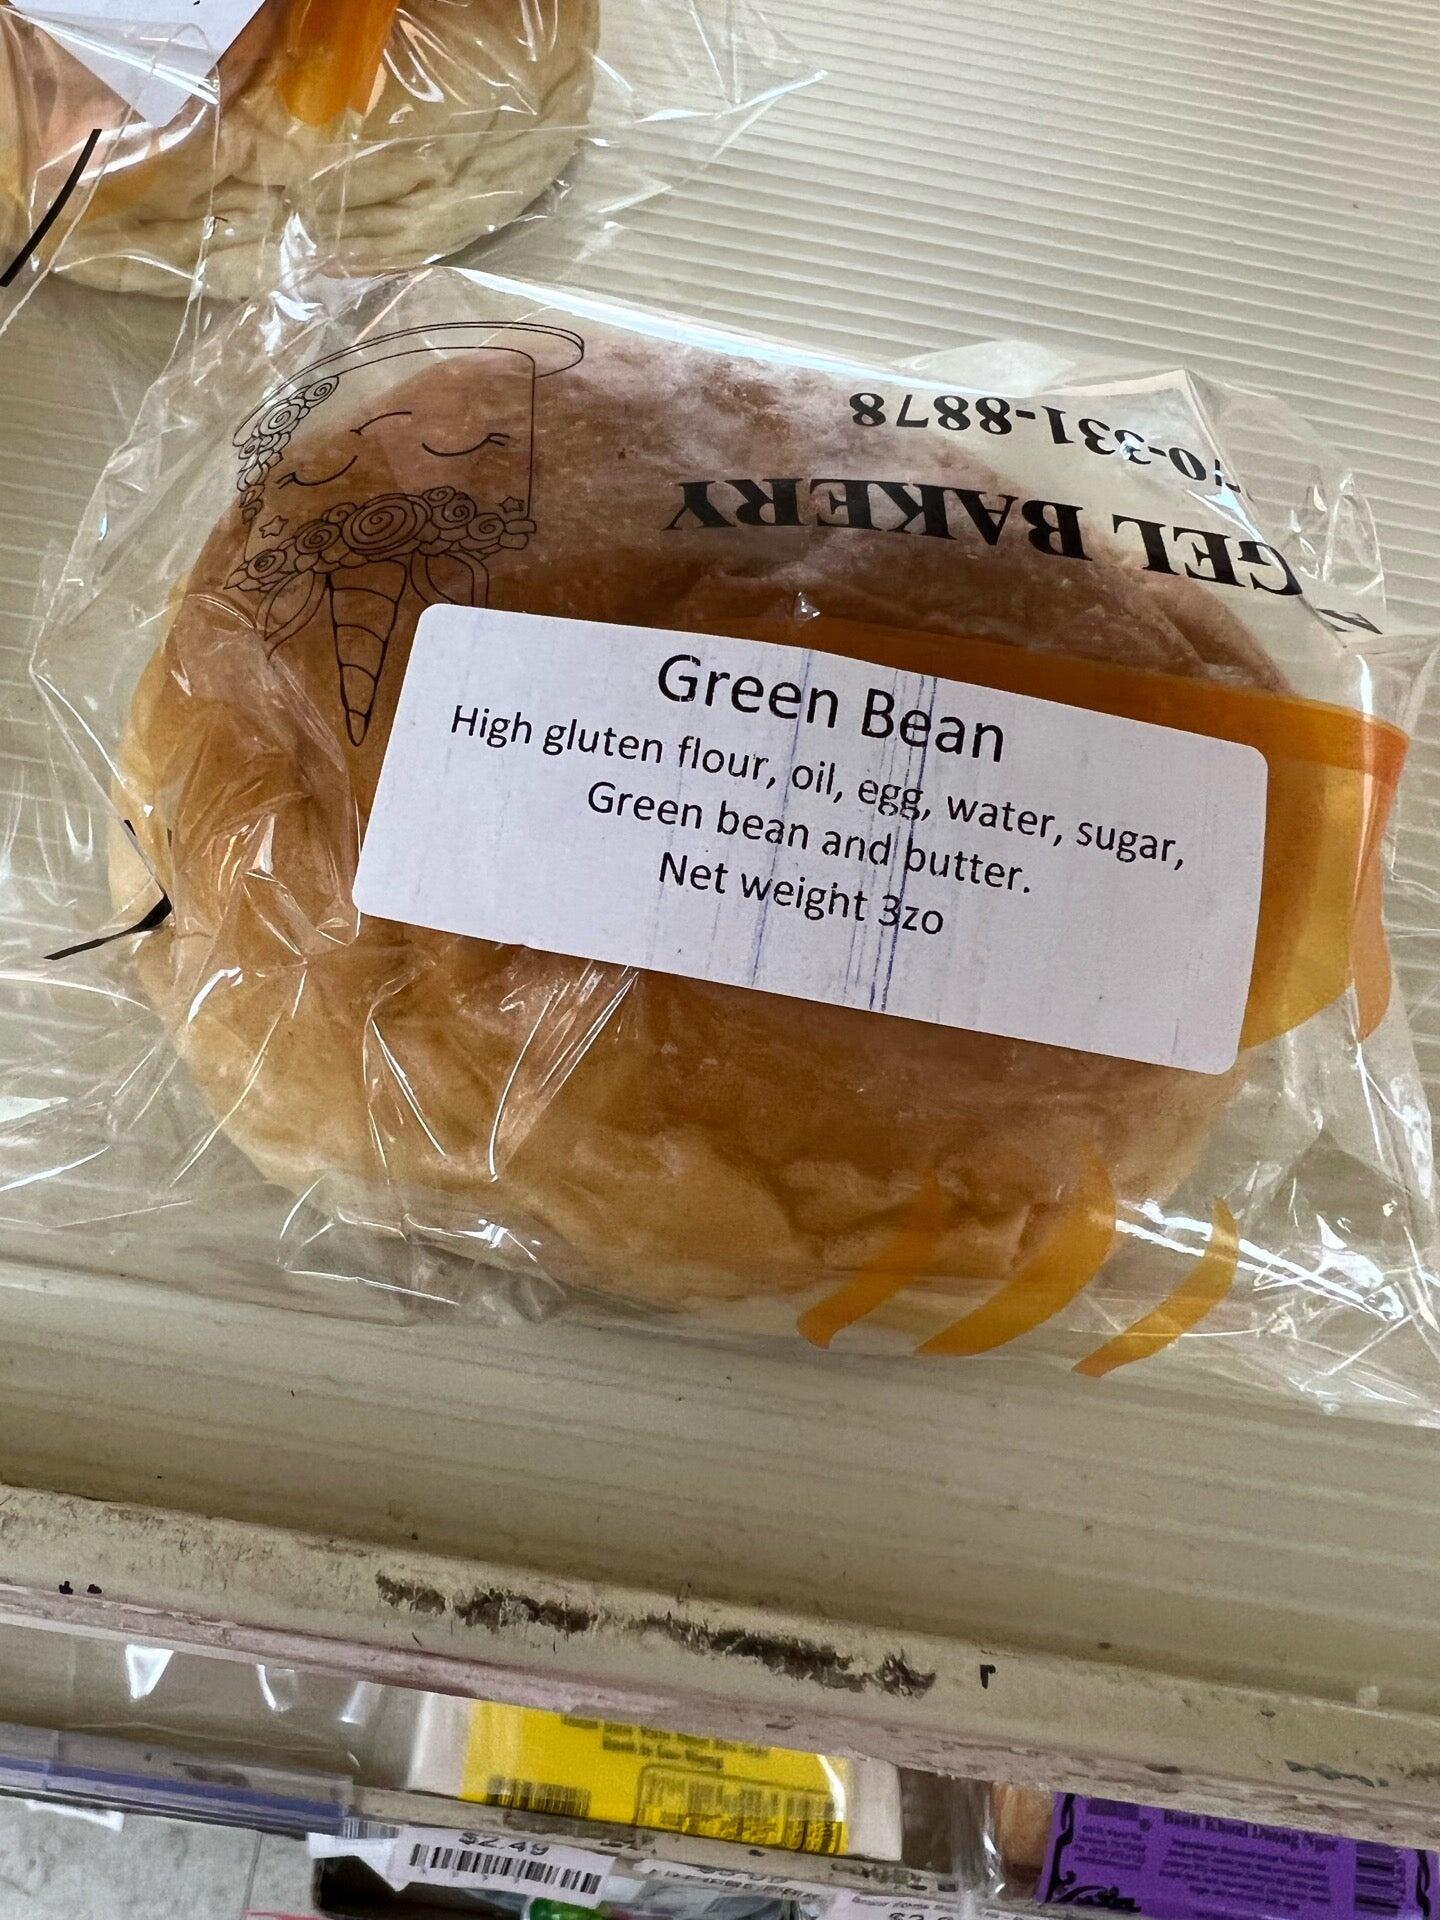 0-331-8878
GEL BAKERY
Green Bean
High gluten flour, oil, egg, water, sugar,
Green bean and butter.
Net weight 3zo
$2.49